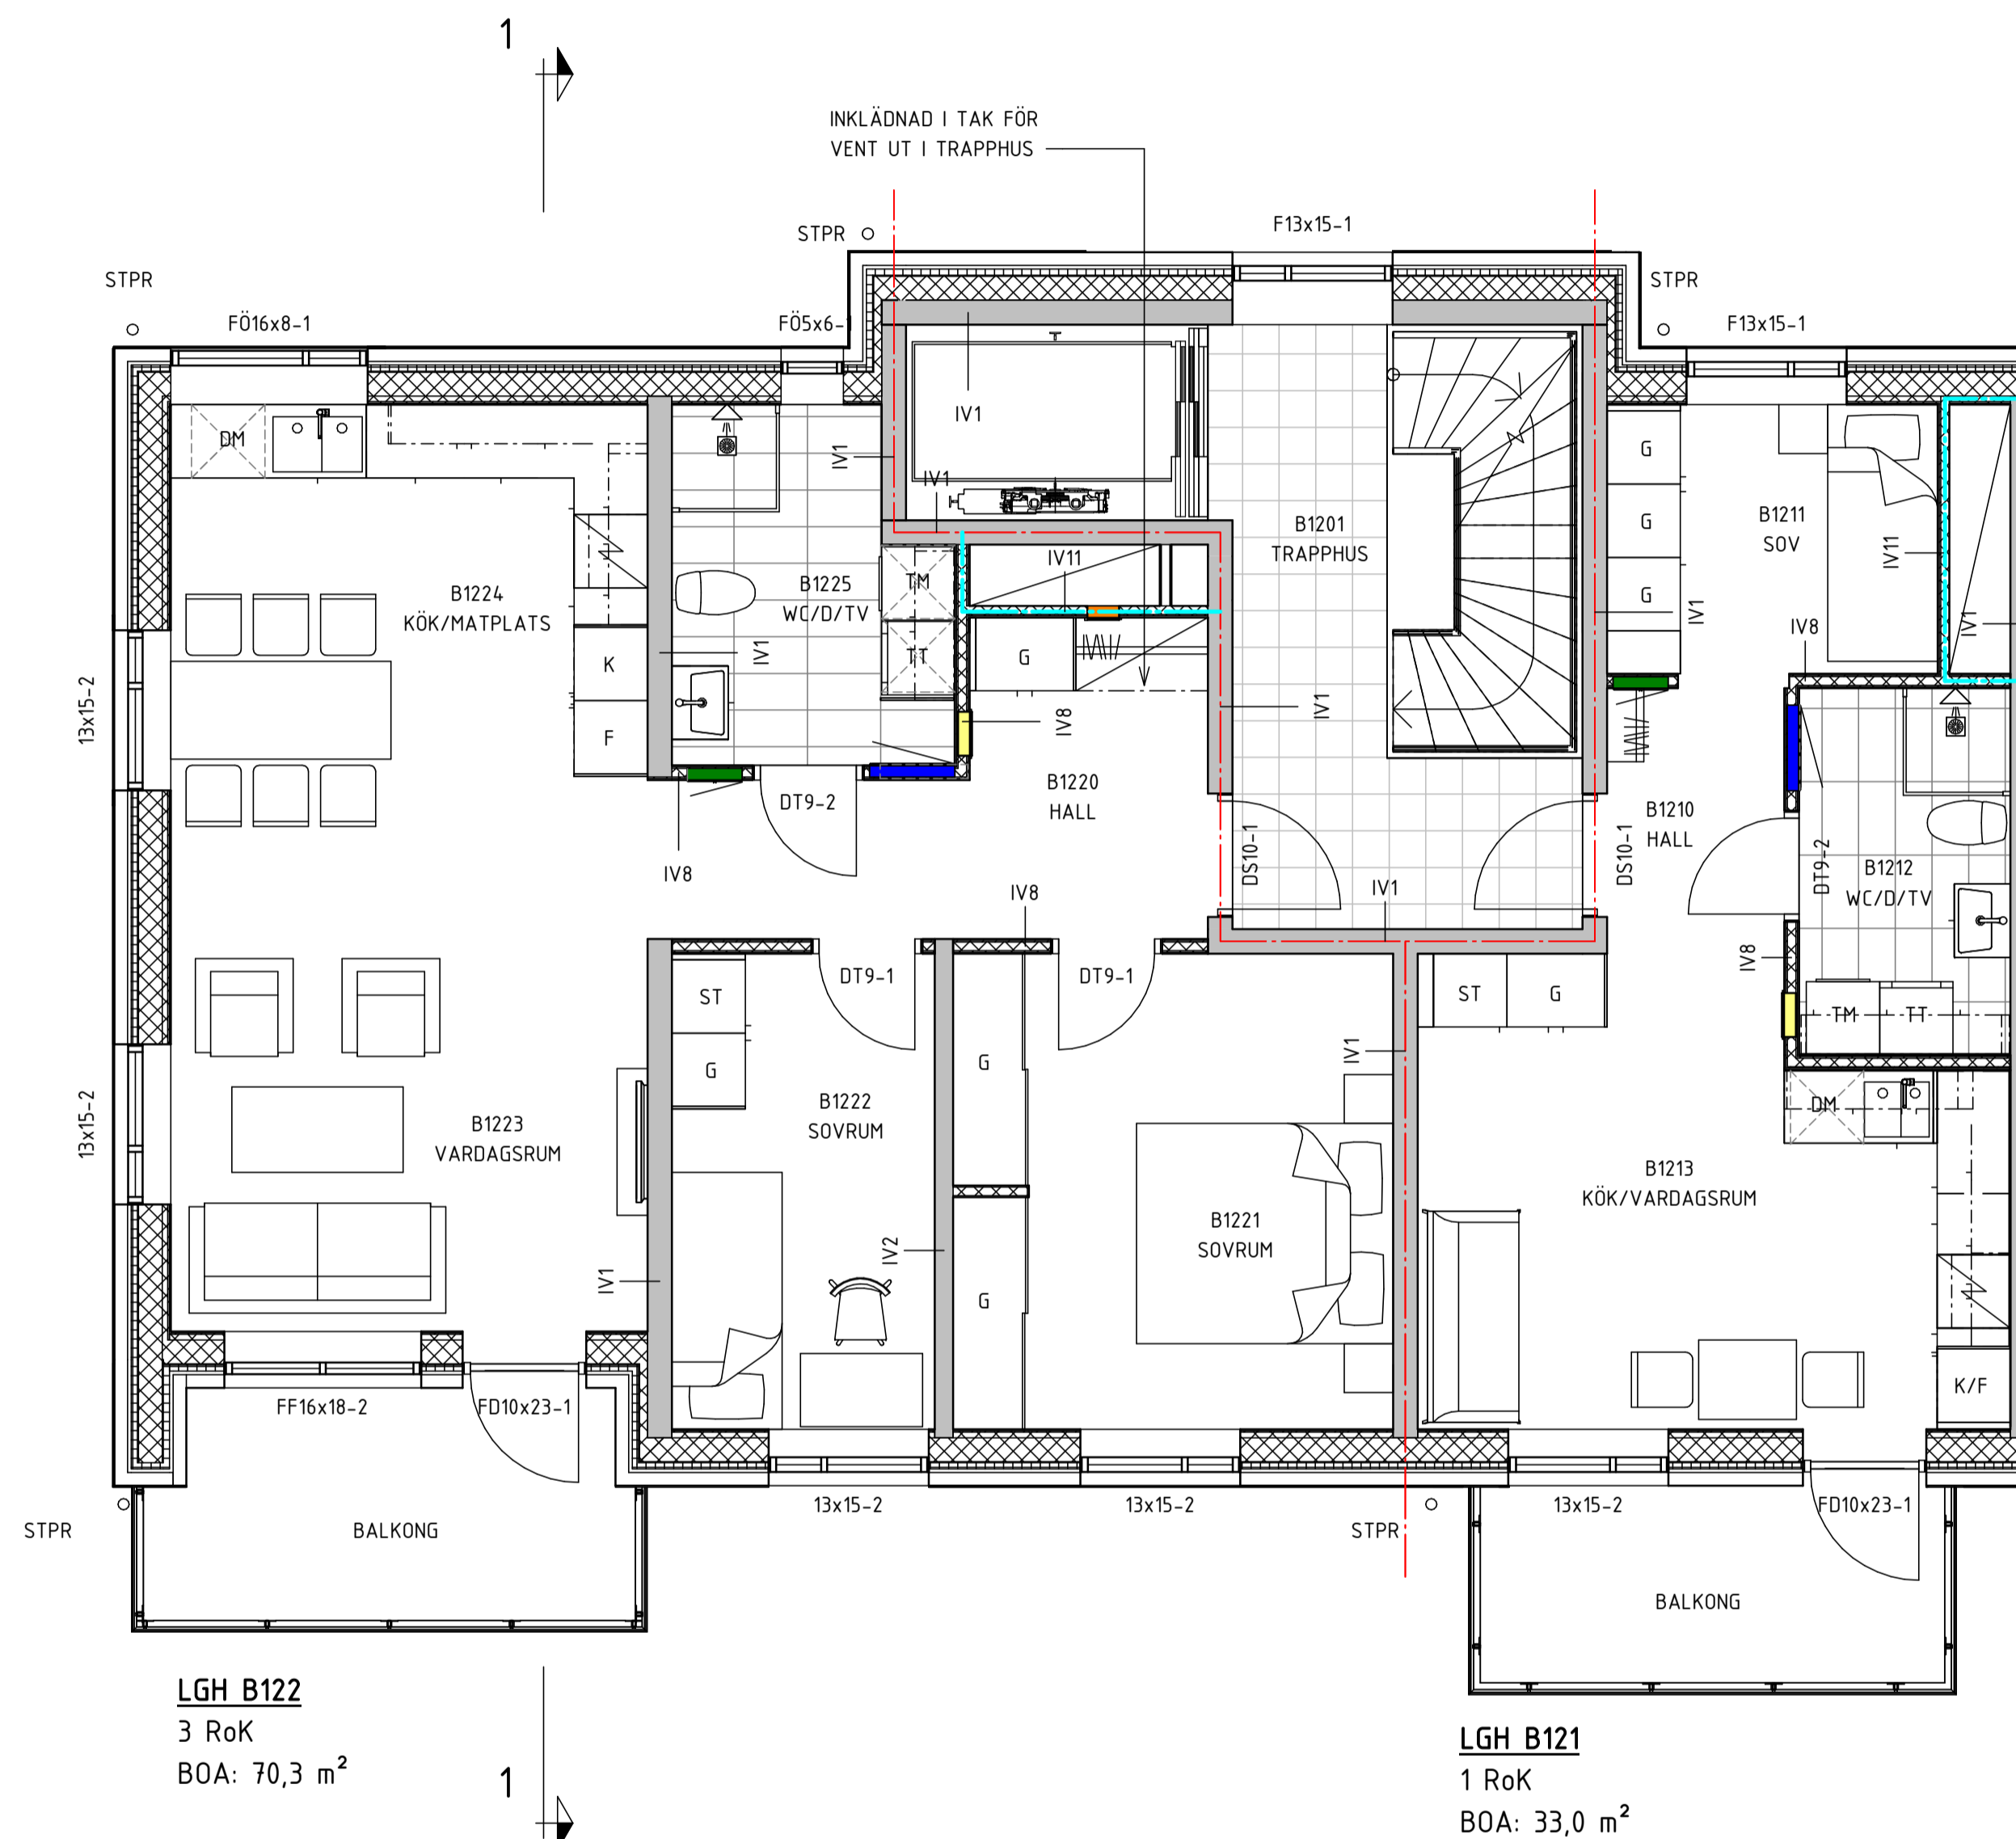 1
INKLÄDNAD I TAK FÖR
VENT UT I TRAPPHUS
STPR
F13x15-1
STPR
STPR
FÖ16x8-1
FÖ5x6-
F13x15-1
DM
IV1
IV1
IV1
G
G
G
B1211
SOV
IV11
B1201
TRAPPHUS
IV11
B1224
KÖK/MATPLATS
B1225
WC/D/TV
TM
TT
IV1
K
F
G
IV1
IV8
IV1
IV1
IV8
13x15-2
DT9-2
B1220
HALL
IV8
DS10-1
IV1
DS10-1
B1210
HALL
DT9-2
B1212
WC/D/TV
IV8
IV8
DT9-1
DT9-1
ST
G
ST
G
TM
TT
IV1
G
DM
13x15-2
B1223
VARDAGSRUM
B1222
SOVRUM
B1221
SOVRUM
B1213
KÖK/VARDAGSRUM
IV1
IV2
G
K/F
FF16x18-2
FD10x23-1
13x15-2
13x15-2
13x15-2
FD10x23-1
STPR
BALKONG
STPR
BALKONG
LGH B122
3 RoK
BOA: 70,3 m²
LGH B121
1 RoK
BOA: 33,0 m²
1